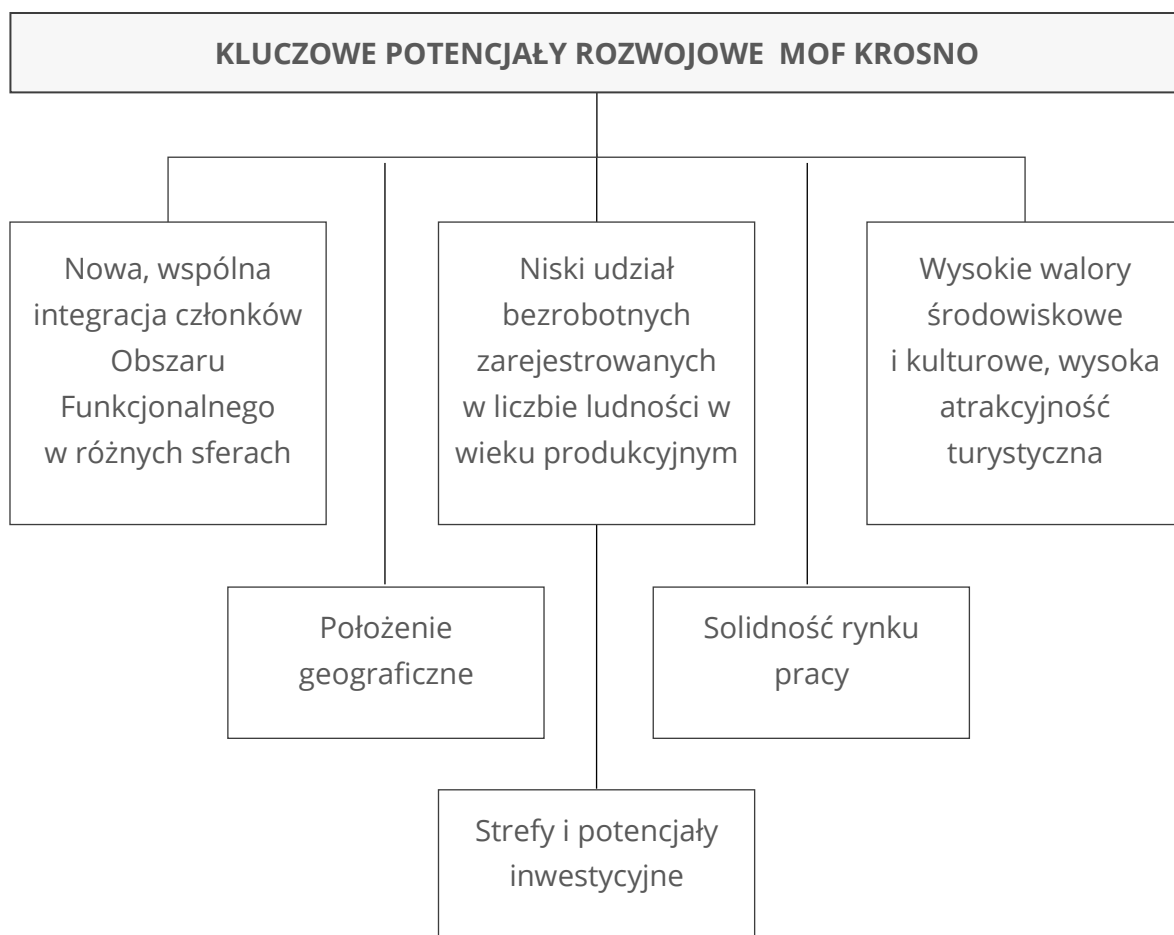 KLUCZOWE POTENCJAŁY ROZWOJOWE MOF KROSNO
Nowa, wspólna
integracja członków
Obszaru
Funkcjonalnego
w różnych sferach
Niski udział
bezrobotnych
zarejestrowanych
w liczbie ludności w
wieku produkcyjnym
Wysokie walory
środowiskowe
i kulturowe, wysoka
atrakcyjność
turystyczna
Położenie
geograficzne
Solidność rynku
pracy
Strefy i potencjały
inwestycyjne